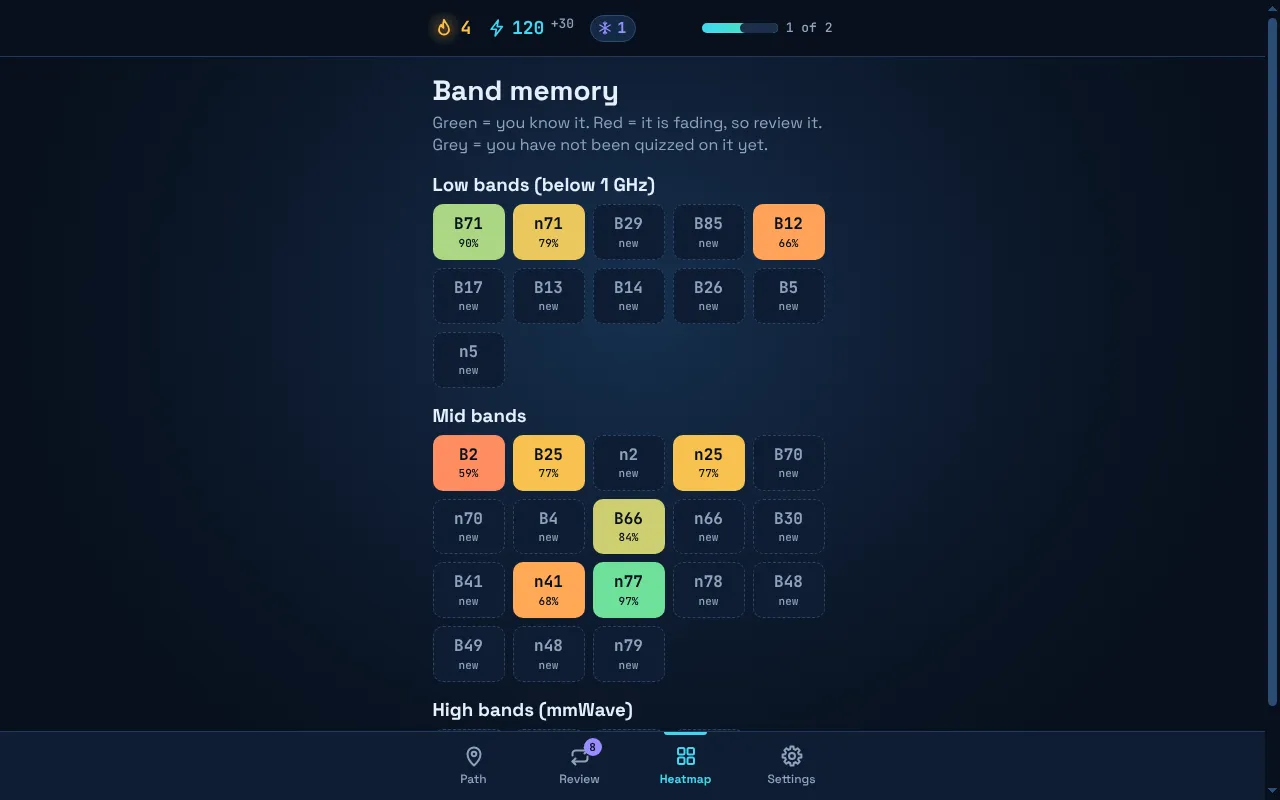 4 120 +30 1 1 of 2
Band memory
Green = you know it. Red = it is fading, so review it.
Grey = you have not been quizzed on it yet.
Low bands (below 1 GHz)
B71 n71 B29 B85 B12
90% 79% new new 66%
B17 B13 B14 B26 B5
new new new new new
n5
new
Mid bands
B2 B25 n2 n25 B70
59% 77% new 77% new
n70 B4 B66 n66 B30
new new 84% new new
B41 n41 n77 n78 B48
new 68% 97% new new
B49 n48 n79
new new new
High bands (mmWave)
8
Path Review Heatmap Settings